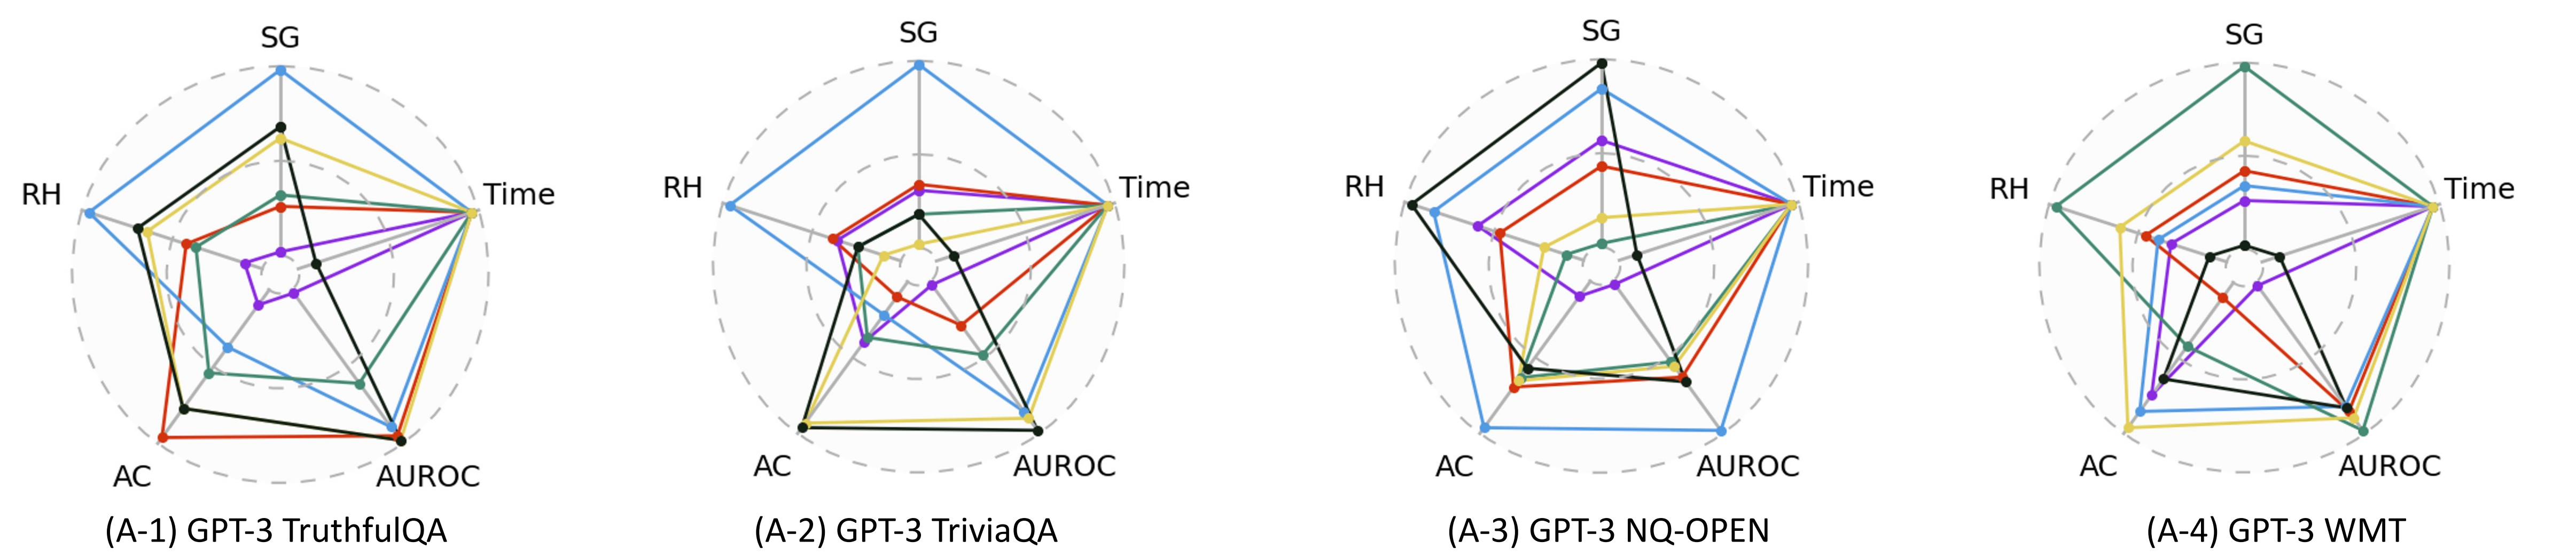 SG
Time
RH
AC
AUROC
(A-1) GPT-3 TruthfulQA
SG
Time
RH
AC
AUROC
(A-2) GPT-3 TriviaQA
SG
Time
RH
AC
AUROC
(A-3) GPT-3 NQ-OPEN
SG
Time
RH
AC
AUROC
(A-4) GPT-3 WMT